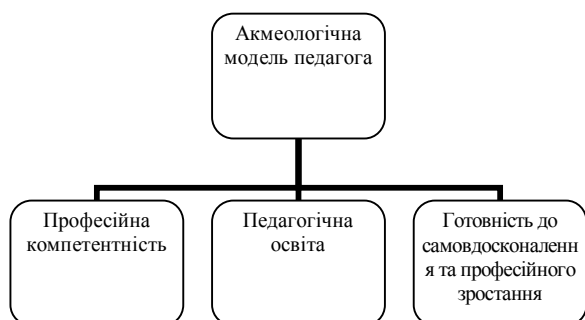 Акмеологічна
модель педагога
Професійна
компетентність
Педагогічна
освіта
Готовність до
самовдосконаленн
я та професійного
зростання